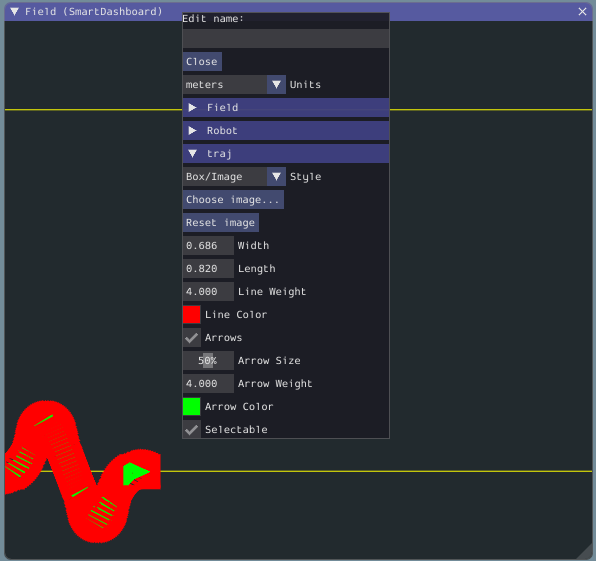 Field (SmartDashboard)
Edit name:
Close
meters Units
Field
Robot
traj
Box/Image Style
Choose image...
Reset image
0.686 Width
0.820 Length
4.000 Line Weight
Line Color
Arrows
50% Arrow Size
4.000 Arrow Weight
Arrow Color
Selectable